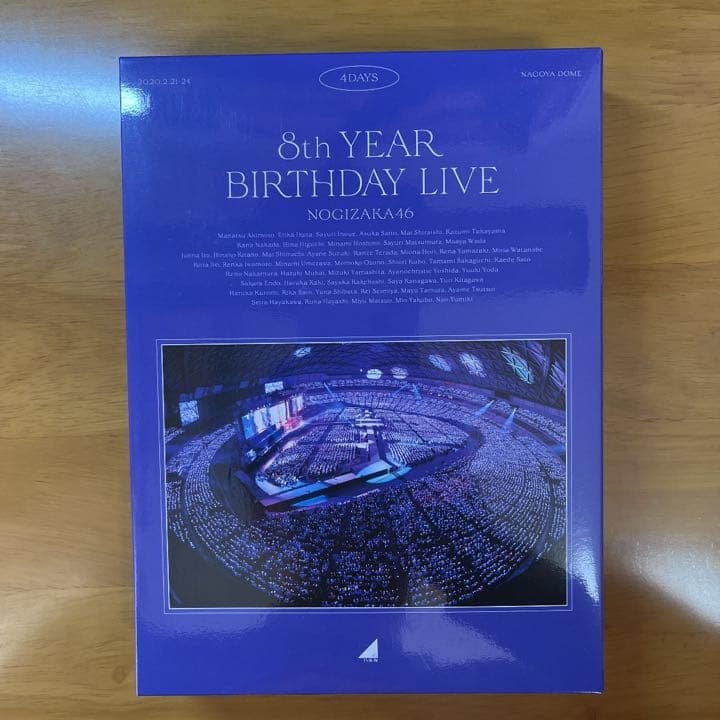 2020.2.21-24
4DAYS
NAGOYA DOME
8th YEAR
BIRTHDAY LIVE
NOGIZAKA46
Manatsu Akimoto, Erika Ikuta, Sayuri Inoue, Asuka Saito, Mai Shiraishi, Kazumi Takayama
Kana Nakada, Hina Higuchi, Minami Hoshino, Sayuri Matsumura, Maaya Wada
Junna Ito, Hinako Kitano, Mai Shinuchi, Ayane Suzuki, Ranze Terada, Miona Hori, Rena Yamazaki, Miria Watanabe
Riria Ito, Renka Iwamoto, Minami Umezawa, Momoko Ozono, Shiori Kubo, Tamami Sakaguchi, Kaede Sato
Reno Nakamura, Hazuki Mukai, Mizuki Yamashita, Ayanochristie Yoshida, Yuuki Yoda
Sakura Endo, Haruka Kaki, Sayaka Kakehashi, Saya Kanagawa, Yuri Kitagawa
Haruka Kuromi, Rika Sato, Yuna Shibata, Rei Seimiya, Mayu Tamura, Ayame Tsutsui
Seira Hayakawa, Runa Hayashi, Miyu Matsuo, Mio Yakubo, Nao Yumiki
乃木坂